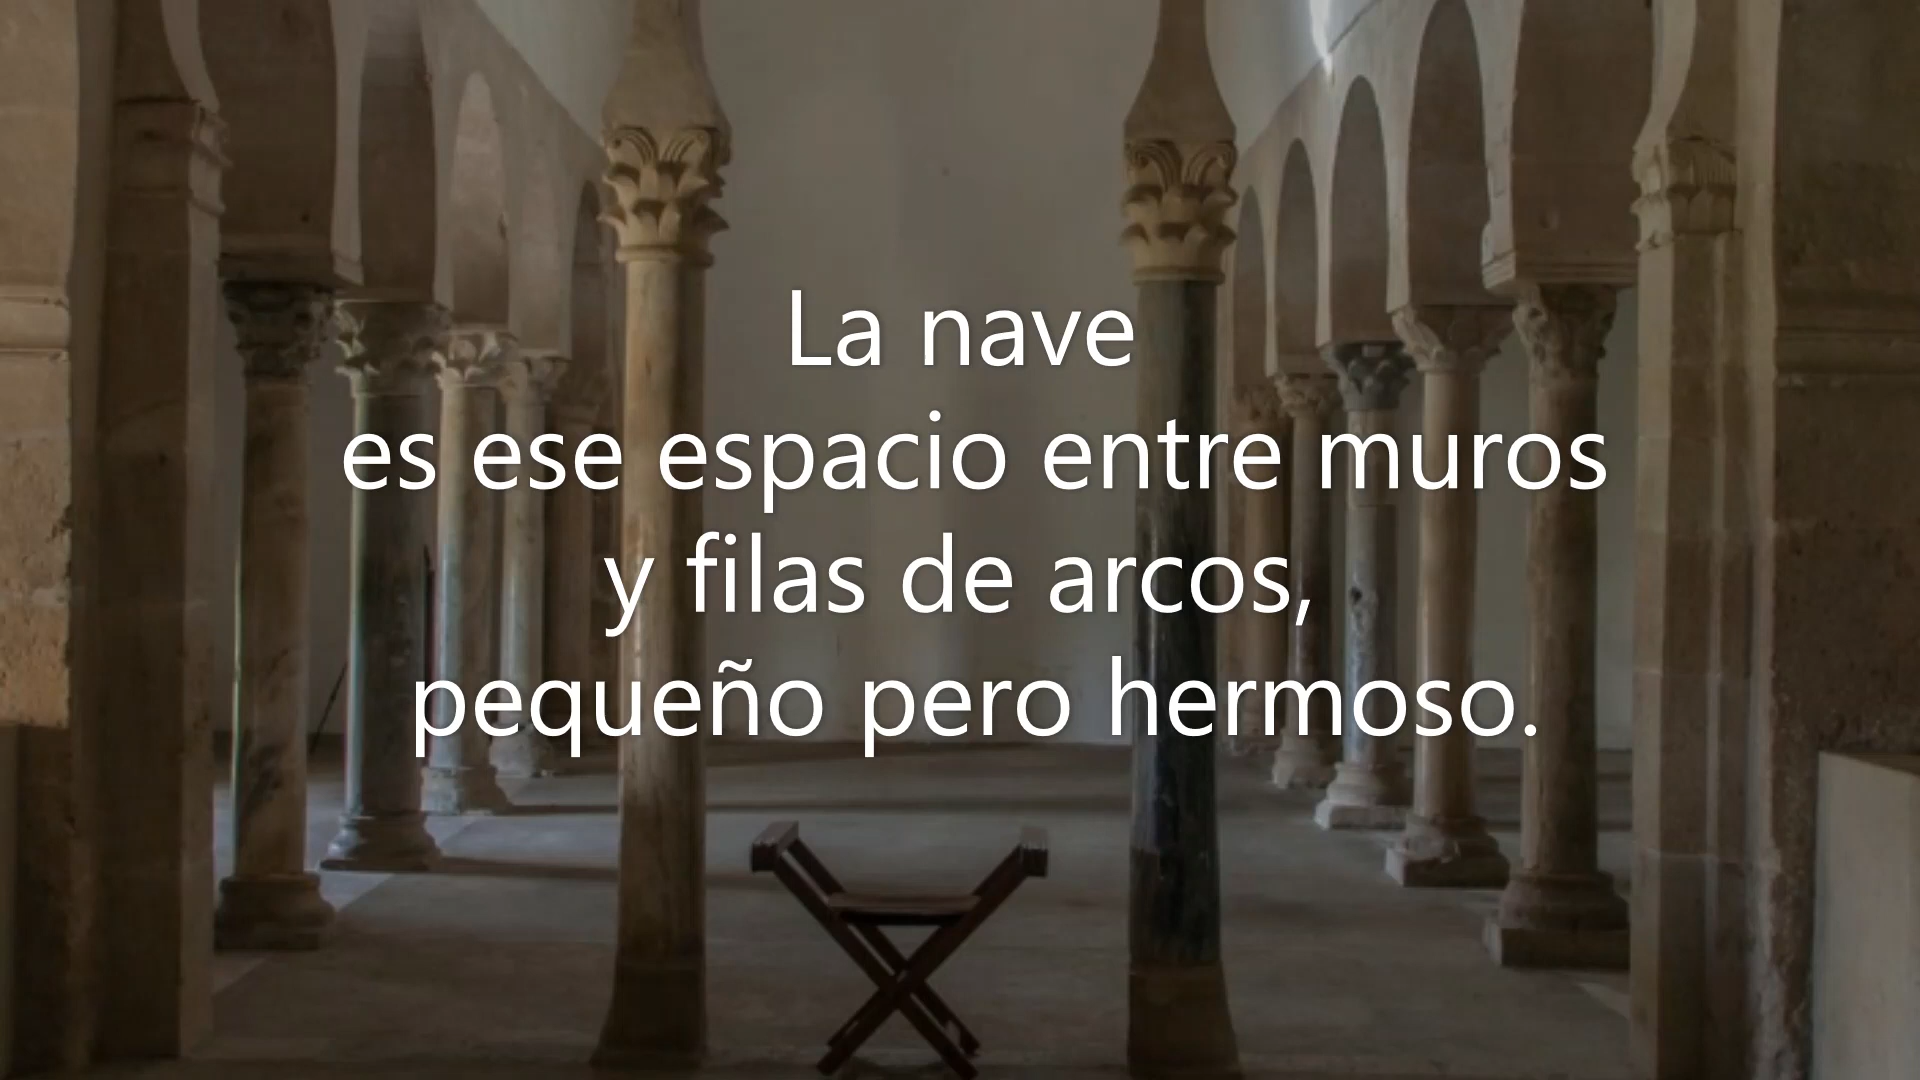 La nave
es ese espacio entre muros
y filas de arcos,
pequeño pero hermoso.